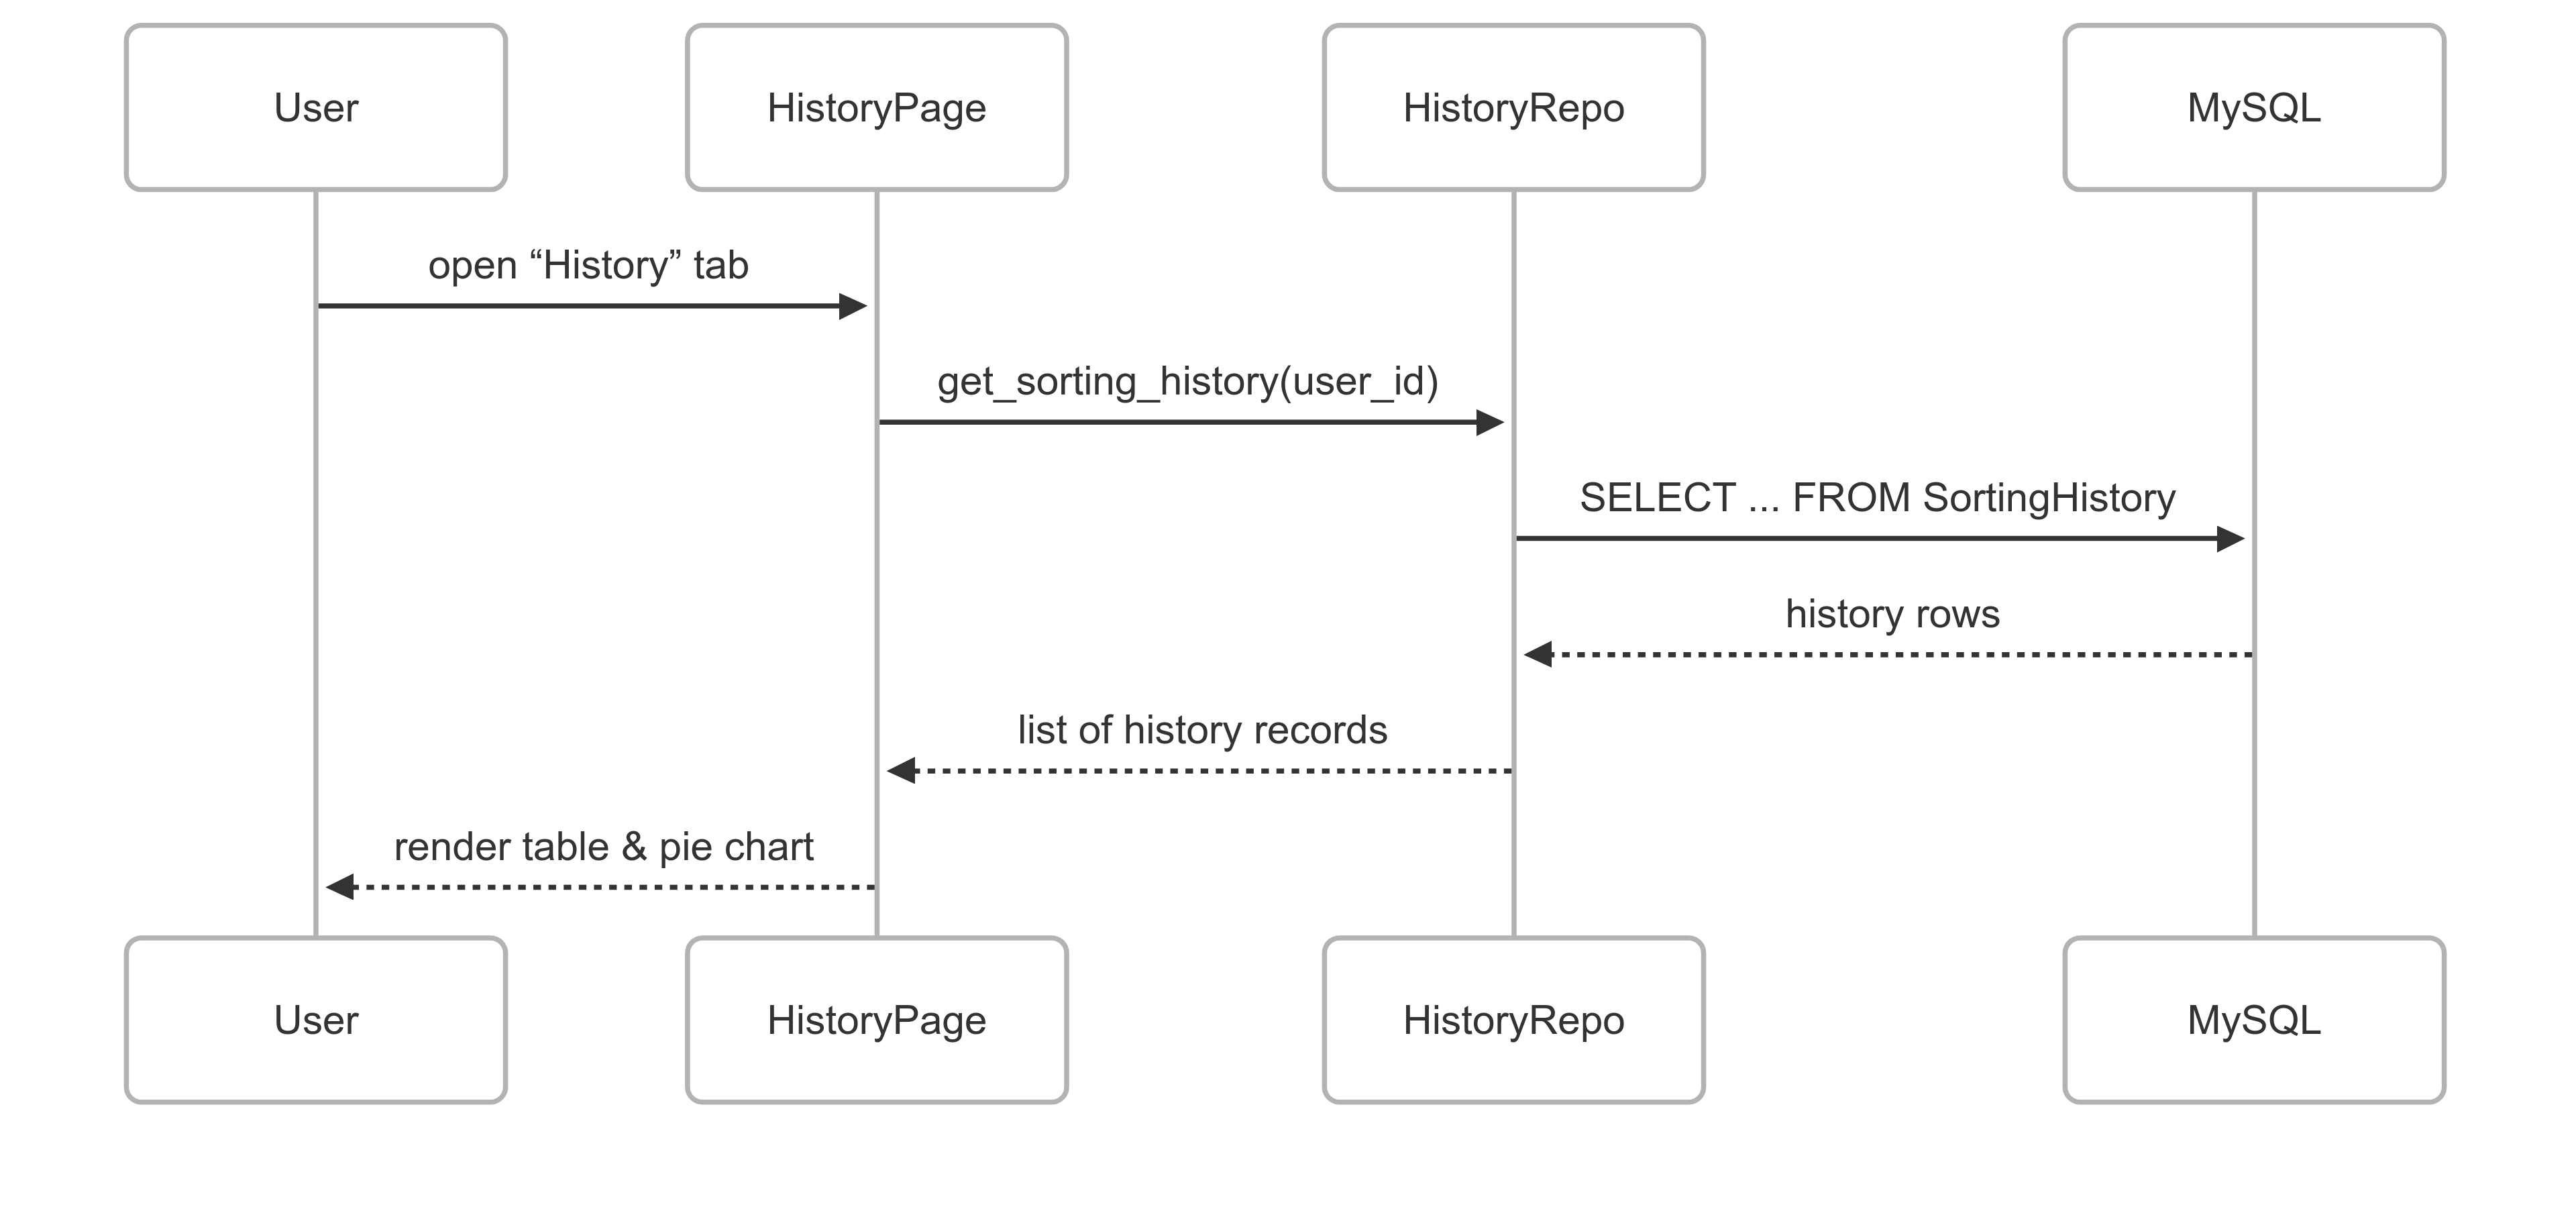 User
HistoryPage
HistoryRepo
MySQL
open “History” tab
get_sorting_history(user_id)
SELECT ... FROM SortingHistory
history rows
list of history records
render table & pie chart
User
HistoryPage
HistoryRepo
MySQL